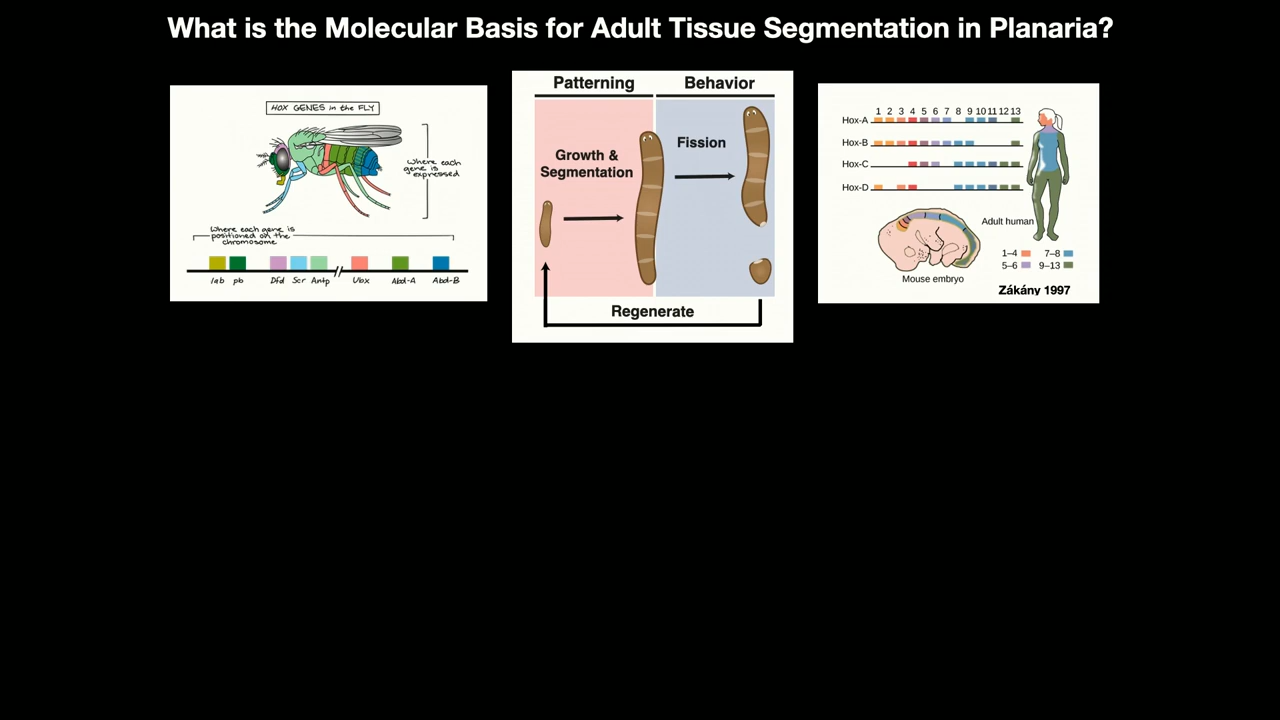 What is the Molecular Basis for Adult Tissue Segmentation in Planaria?
HOX GENES in the FLY
where each
gene is
expressed
Where each gene is
positioned on the
chromosome
lab pb Dfd Scr Antp Ubx Abd-A Abd-B
Patterning Behavior
Growth &
Segmentation
Fission
Regenerate
1 2 3 4 5 6 7 8 9 10 11 12 13
Hox-A
Hox-B
Hox-C
Hox-D
Adult human
Mouse embryo
1–4 7–8
5–6 9–13
Zákány 1997